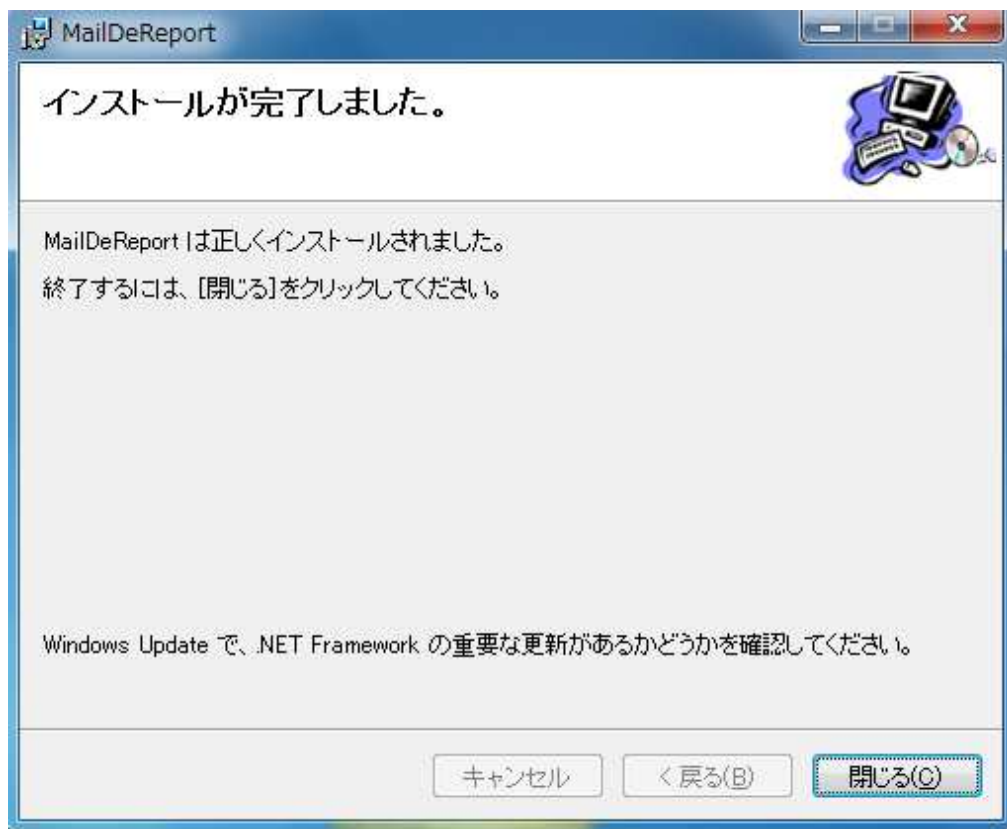 MailDeReport
インストールが完了しました。
MailDeReport は正しくインストールされました。
終了するには、[閉じる]をクリックしてください。
Windows Update で、.NET Framework の重要な更新があるかどうかを確認してください。
キャンセル
< 戻る(B)
閉じる(C)